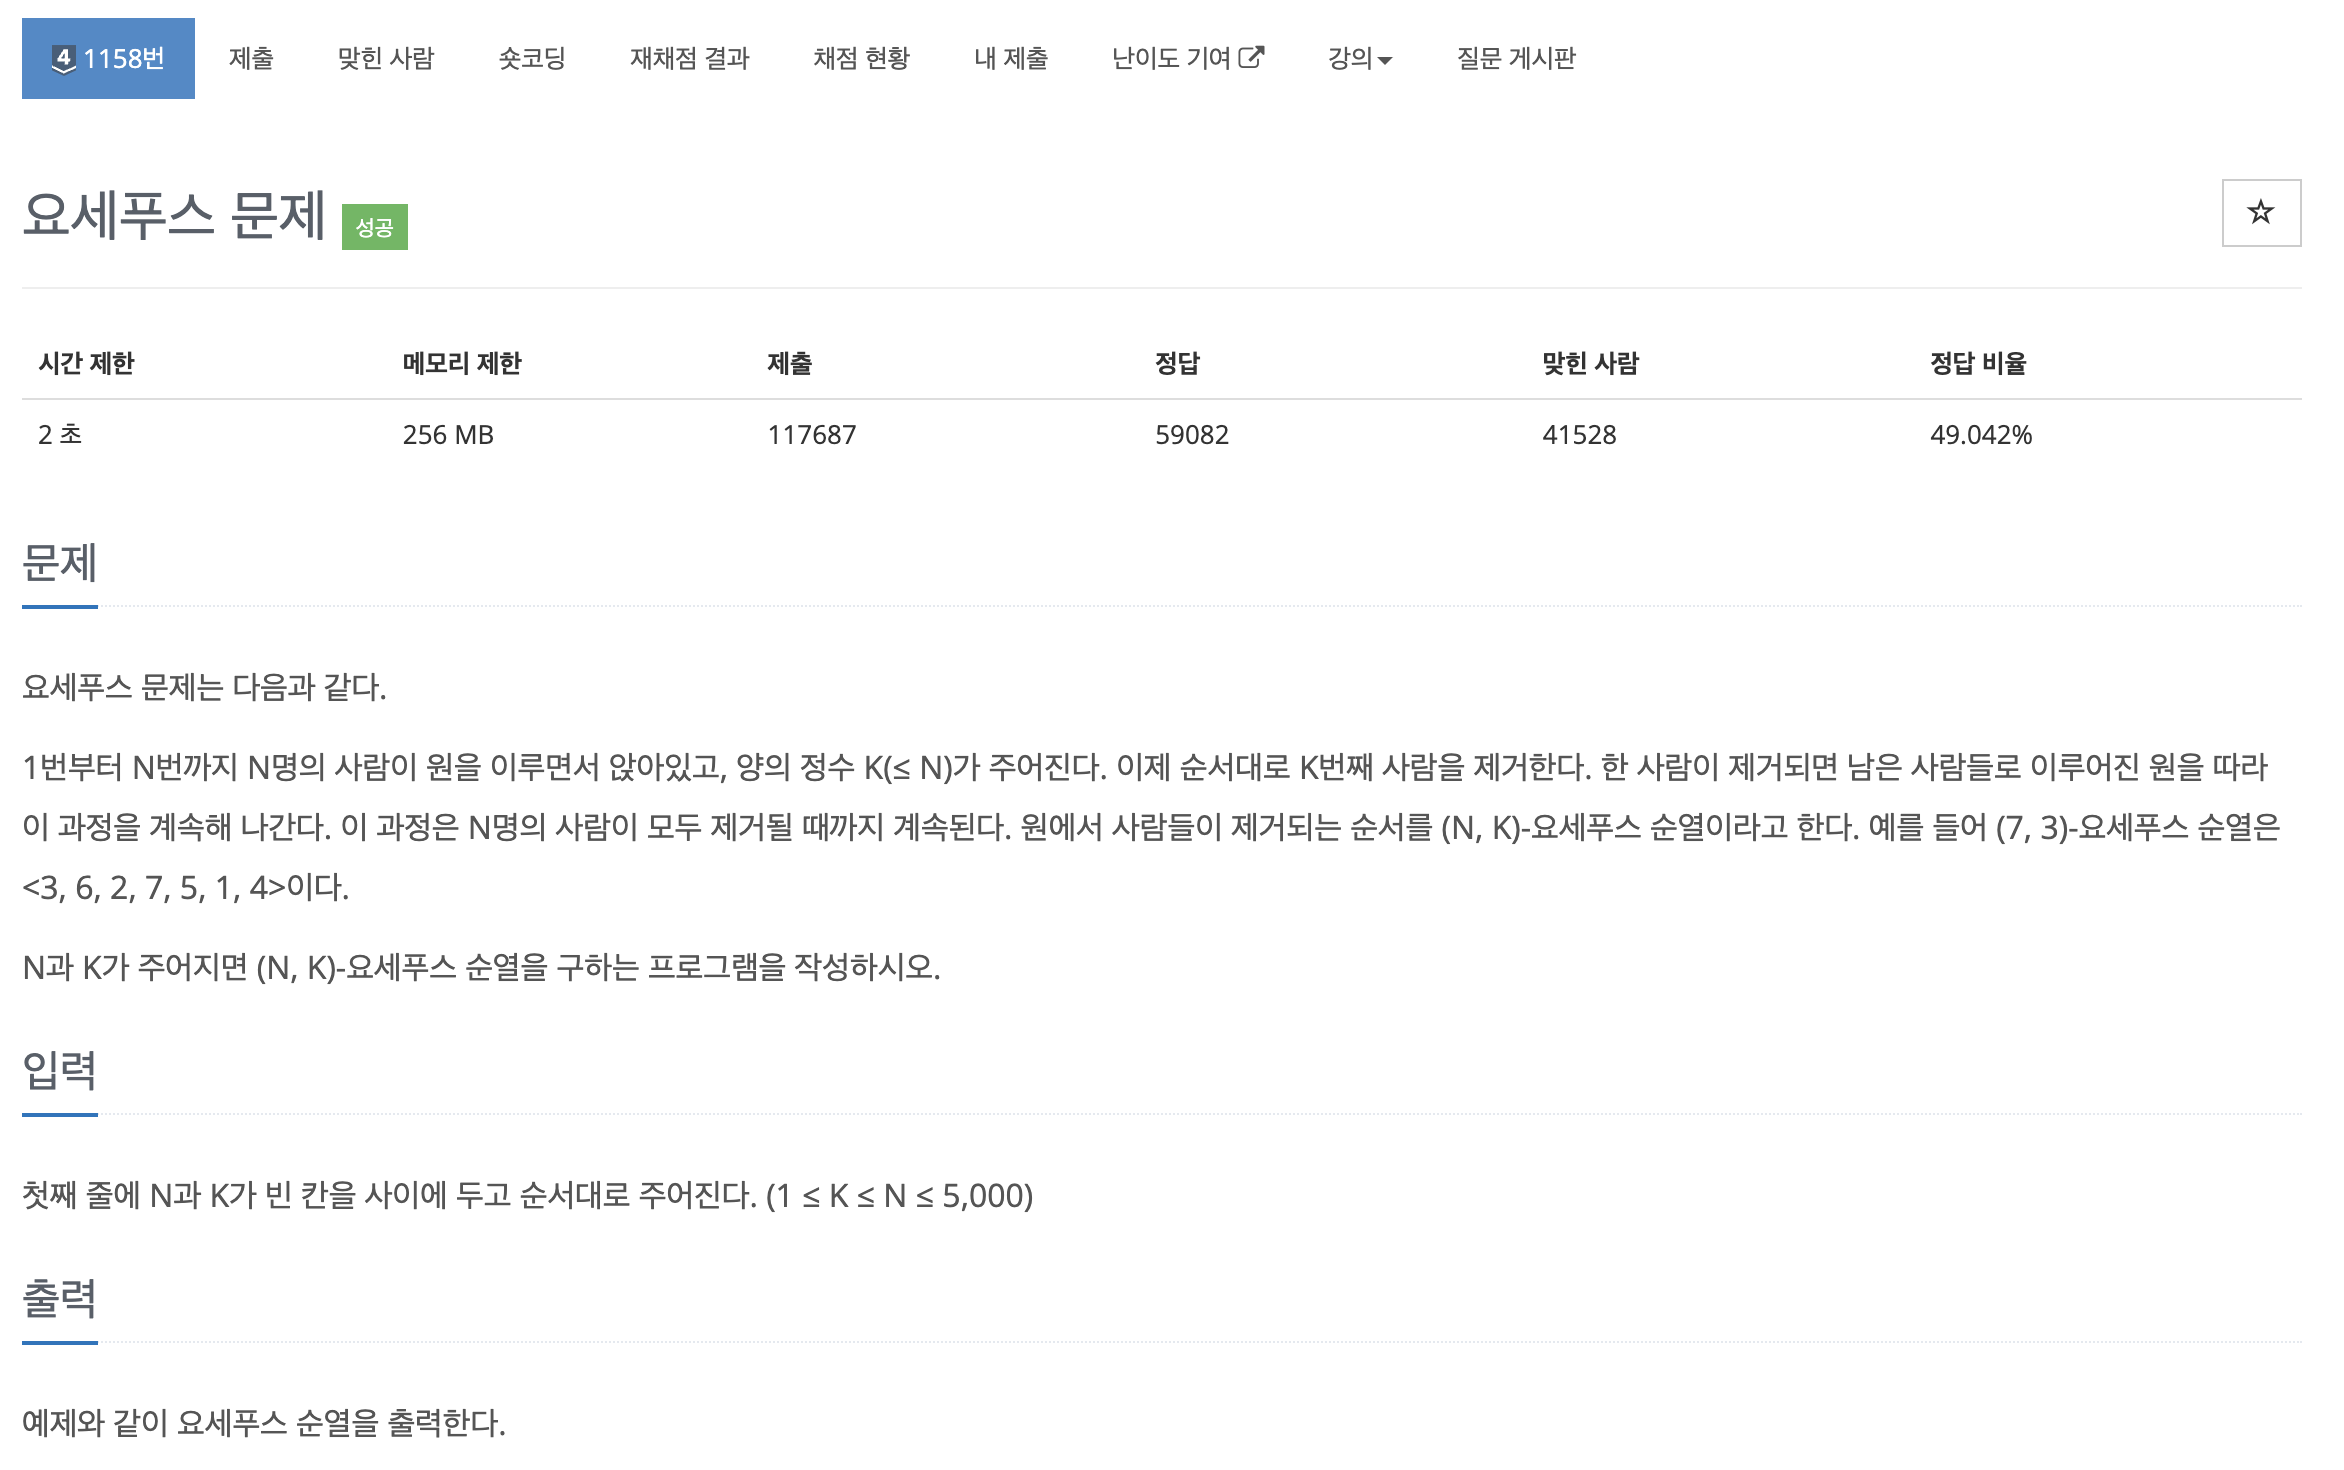 4 1158번 제출 맞힌 사람 숏코딩 재채점 결과 채점 현황 내 제출 난이도 기여 강의 질문 게시판
요세푸스 문제 성공
시간 제한 메모리 제한 제출 정답 맞힌 사람 정답 비율
2 초 256 MB 117687 59082 41528 49.042%
문제
요세푸스 문제는 다음과 같다.
1번부터 N번까지 N명의 사람이 원을 이루면서 앉아있고, 양의 정수 K(≤ N)가 주어진다. 이제 순서대로 K번째 사람을 제거한다. 한 사람이 제거되면 남은 사람들로 이루어진 원을 따라
이 과정을 계속해 나간다. 이 과정은 N명의 사람이 모두 제거될 때까지 계속된다. 원에서 사람들이 제거되는 순서를 (N, K)-요세푸스 순열이라고 한다. 예를 들어 (7, 3)-요세푸스 순열은
<3, 6, 2, 7, 5, 1, 4>이다.
N과 K가 주어지면 (N, K)-요세푸스 순열을 구하는 프로그램을 작성하시오.
입력
첫째 줄에 N과 K가 빈 칸을 사이에 두고 순서대로 주어진다. (1 ≤ K ≤ N ≤ 5,000)
출력
예제와 같이 요세푸스 순열을 출력한다.